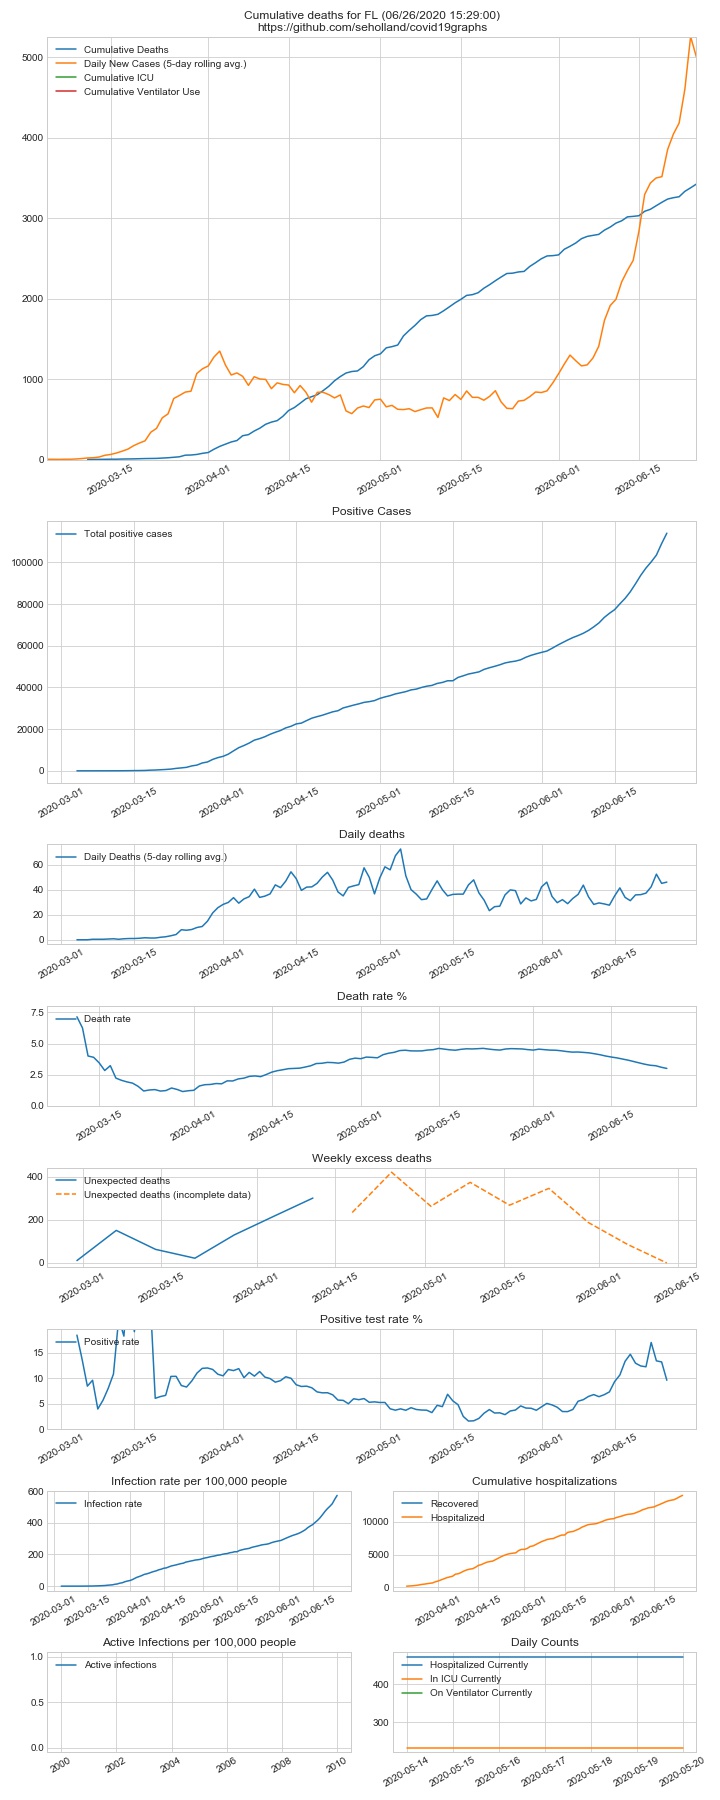 Cumulative deaths for FL (06/26/2020 15:29:00)
https://github.com/seholland/covid19graphs
Cumulative Deaths
Daily New Cases (5-day rolling avg.)
Cumulative ICU
Cumulative Ventilator Use
5000
4000
3000
2000
1000
0
2020-03-15 2020-04-01 2020-04-15 2020-05-01 2020-05-15 2020-06-01 2020-06-15
Positive Cases
Total positive cases
100000
80000
60000
40000
20000
0
2020-03-01 2020-03-15 2020-04-01 2020-04-15 2020-05-01 2020-05-15 2020-06-01 2020-06-15
Daily deaths
Daily Deaths (5-day rolling avg.)
60
40
20
0
2020-03-01 2020-03-15 2020-04-01 2020-04-15 2020-05-01 2020-05-15 2020-06-01 2020-06-15
Death rate %
Death rate
7.5
5.0
2.5
0.0
2020-03-15 2020-04-01 2020-04-15 2020-05-01 2020-05-15 2020-06-01 2020-06-15
Weekly excess deaths
Unexpected deaths
Unexpected deaths (incomplete data)
400
200
0
2020-03-01 2020-03-15 2020-04-01 2020-04-15 2020-05-01 2020-05-15 2020-06-01 2020-06-15
Positive test rate %
Positive rate
15
10
5
0
2020-03-01 2020-03-15 2020-04-01 2020-04-15 2020-05-01 2020-05-15 2020-06-01 2020-06-15
Infection rate per 100,000 people
Infection rate
600
400
200
0
2020-03-01 2020-03-15 2020-04-01 2020-04-15 2020-05-01 2020-05-15 2020-06-01 2020-06-15
Cumulative hospitalizations
Recovered
Hospitalized
10000
5000
0
2020-04-01 2020-04-15 2020-05-01 2020-05-15 2020-06-01 2020-06-15
Active Infections per 100,000 people
Active infections
1.0
0.5
0.0
2000 2002 2004 2006 2008 2010
Daily Counts
Hospitalized Currently
In ICU Currently
On Ventilator Currently
400
300
2020-05-14 2020-05-15 2020-05-16 2020-05-17 2020-05-18 2020-05-19 2020-05-20